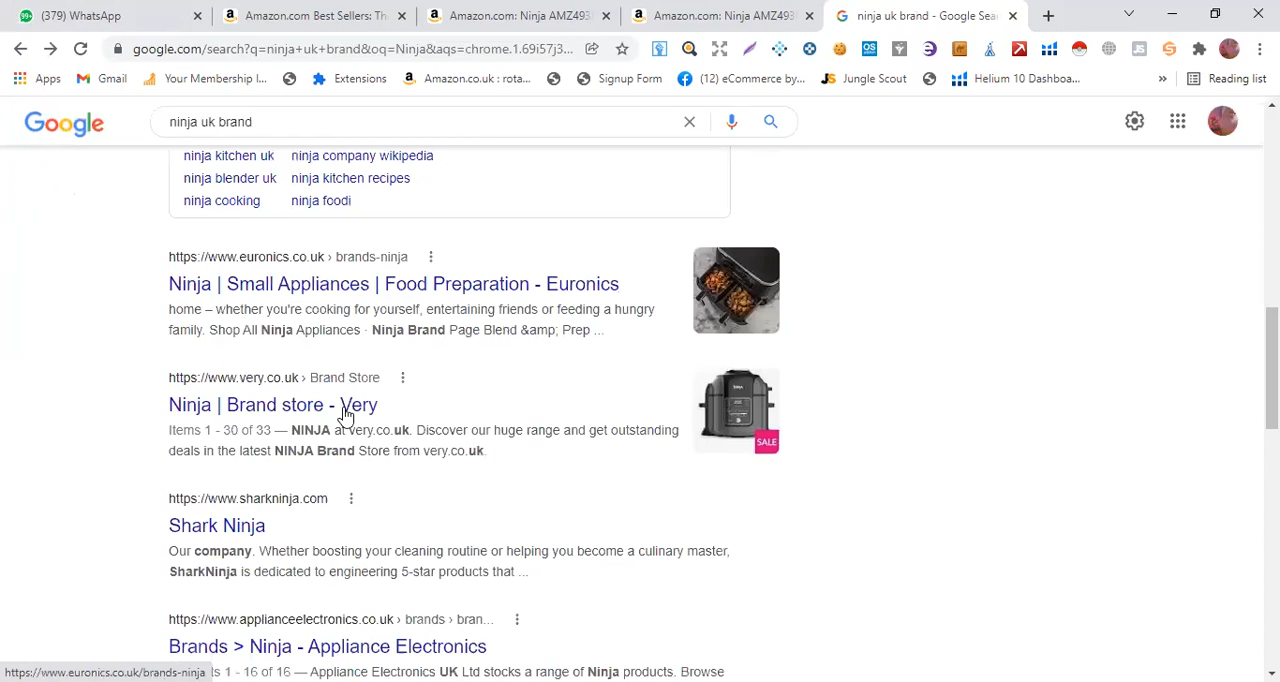 (379) WhatsApp
Amazon.com Best Sellers: The
Amazon.com: Ninja AMZ493
Amazon.com: Ninja AMZ493
ninja uk brand - Google Sea
google.com/search?q=ninja+uk+brand&oq=Ninja&aqs=chrome.1.69i57j3...
Apps
Gmail
Your Membership I...
Extensions
Amazon.co.uk : rota...
Signup Form
(12) eCommerce by...
Jungle Scout
Helium 10 Dashboa...
»
Reading list
Google
ninja uk brand
ninja kitchen uk
ninja company wikipedia
ninja blender uk
ninja kitchen recipes
ninja cooking
ninja foodi
https://www.euronics.co.uk › brands-ninja
Ninja | Small Appliances | Food Preparation - Euronics
home – whether you're cooking for yourself, entertaining friends or feeding a hungry
family. Shop All Ninja Appliances · Ninja Brand Page Blend &amp; Prep ...
https://www.very.co.uk › Brand Store
Ninja | Brand store - Very
Items 1 - 30 of 33 — NINJA at very.co.uk. Discover our huge range and get outstanding
deals in the latest NINJA Brand Store from very.co.uk.
SALE
https://www.sharkninja.com
Shark Ninja
Our company. Whether boosting your cleaning routine or helping you become a culinary master,
SharkNinja is dedicated to engineering 5-star products that ...
https://www.applianceelectronics.co.uk › brands › bran...
Brands > Ninja - Appliance Electronics
s 1 - 16 of 16 — Appliance Electronics UK Ltd stocks a range of Ninja products. Browse
https://www.euronics.co.uk/brands-ninja